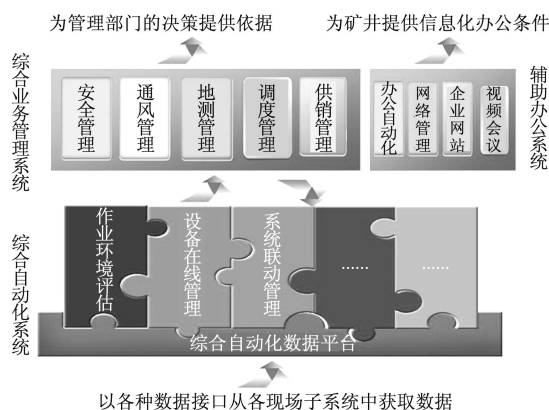 为管理部门的决策提供依据
为矿井提供信息化办公条件
综合业务管理系统
安全管理
通风管理
地测管理
调度管理
供销管理
办公自动化
网络管理
企业网站
视频会议
辅助办公系统
综合自动化系统
作业环境评估
设备在线管理
系统联动管理
……
……
综合自动化数据平台
以各种数据接口从各现场子系统中获取数据